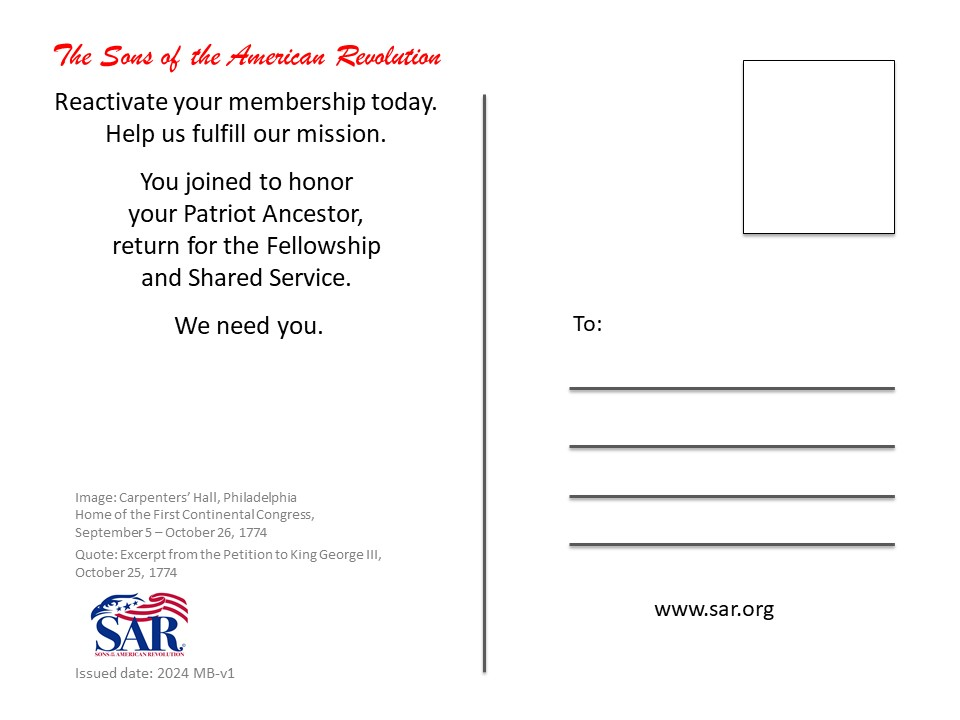 The Sons of the American Revolution
Reactivate your membership today.
Help us fulfill our mission.
You joined to honor
your Patriot Ancestor,
return for the Fellowship
and Shared Service.
We need you.
Image: Carpenters’ Hall, Philadelphia
Home of the First Continental Congress,
September 5 – October 26, 1774
Quote: Excerpt from the Petition to King George III,
October 25, 1774
SAR®
SONS OF THE AMERICAN REVOLUTION
Issued date: 2024 MB-v1
To:
www.sar.org